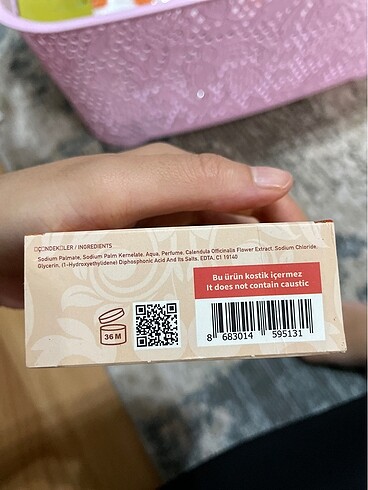 İÇİNDEKİLER / INGREDIENTS
Sodium Palmate, Sodium Palm Kernelate, Aqua, Perfume, Calendula Officinalis Flower Extract, Sodium Chloride,
Glycerin, (1-Hydroxyethylidene) Diphosphonic Acid And Its Salts, EDTA, C1 19140
Bu ürün kostik içermez
It does not contain caustic
36 M
8 683014 595131